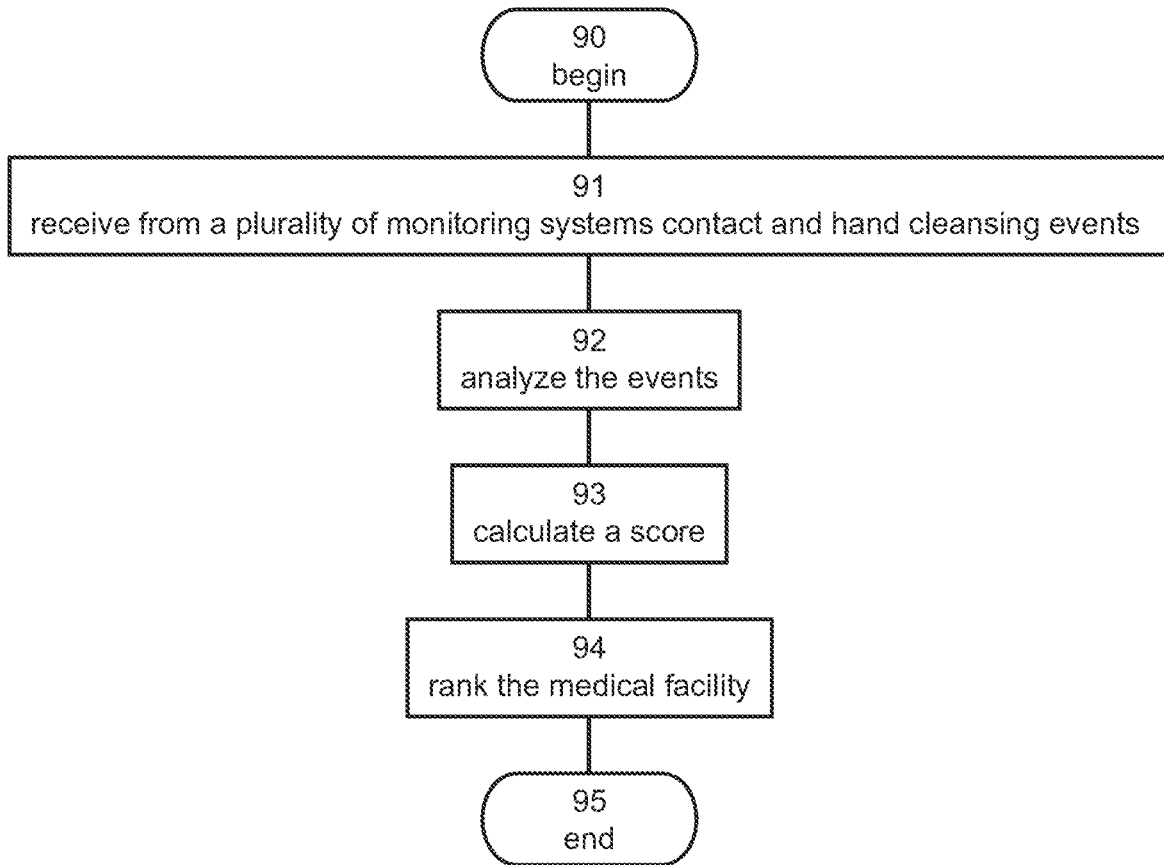 90
begin
91
receive from a plurality of monitoring systems contact and hand cleansing events
92
analyze the events
93
calculate a score
94
rank the medical facility
95
end